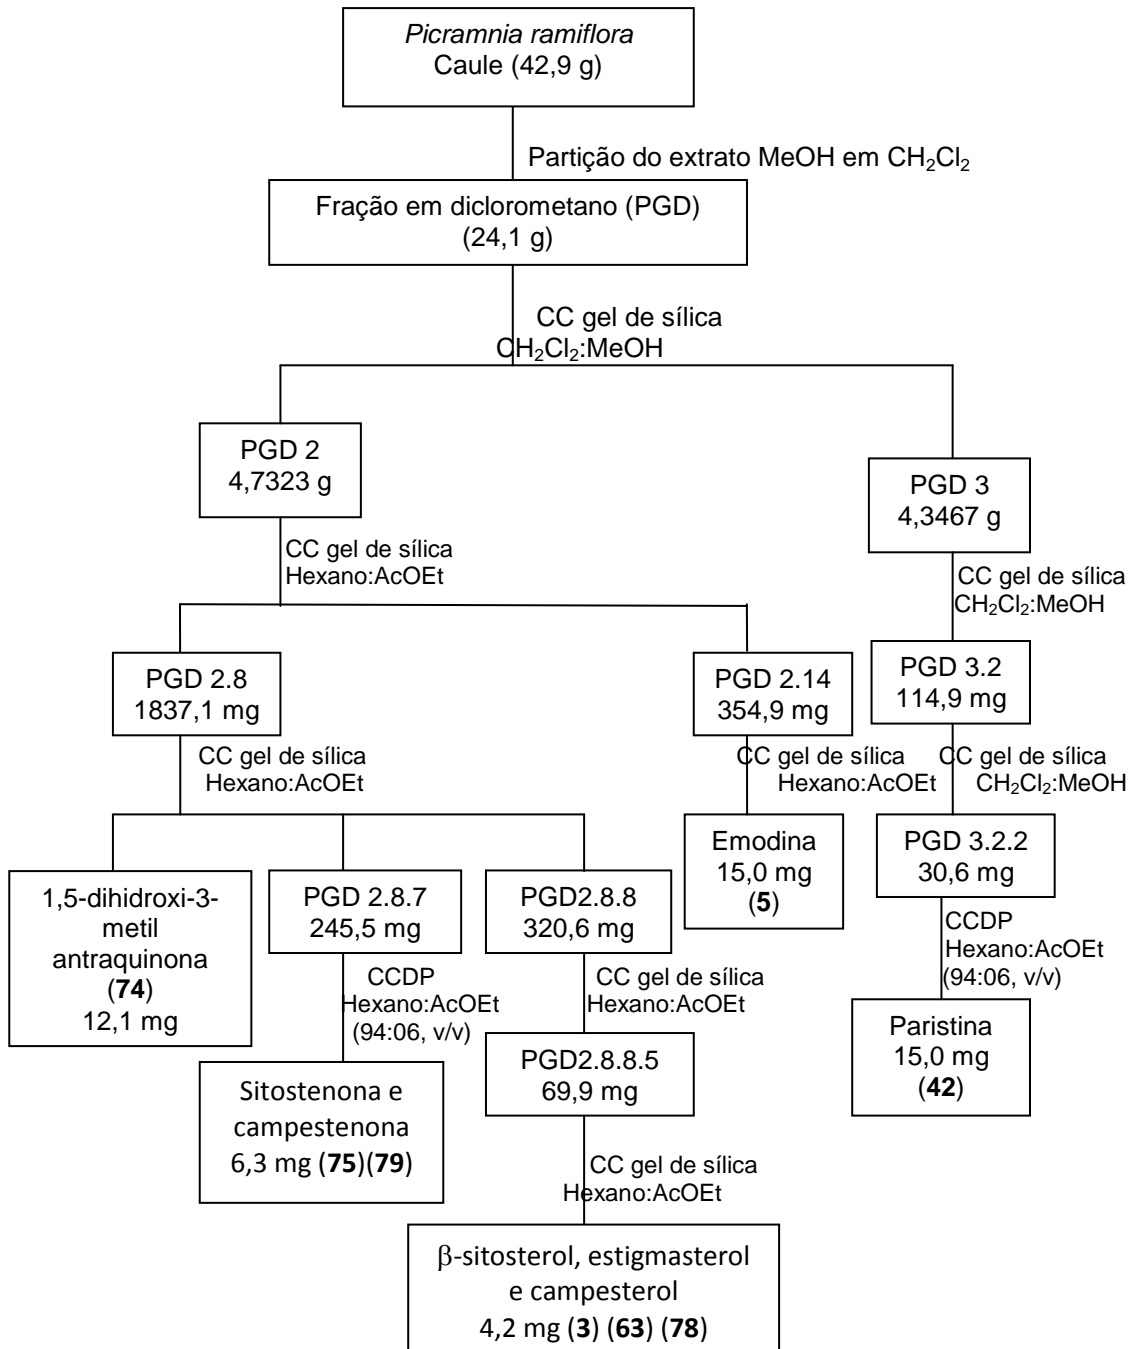 Picramnia ramiflora
Caule (42,9 g)
Partição do extrato MeOH em CH₂Cl₂
Fração em diclorometano (PGD)
(24,1 g)
CC gel de sílica
CH₂Cl₂:MeOH
PGD 2
4,7323 g
PGD 3
4,3467 g
CC gel de sílica
Hexano:AcOEt
CC gel de sílica
CH₂Cl₂:MeOH
PGD 2.8
1837,1 mg
PGD 2.14
354,9 mg
PGD 3.2
114,9 mg
CC gel de sílica
Hexano:AcOEt
CC gel de sílica
Hexano:AcOEt
CC gel de sílica
CH₂Cl₂:MeOH
1,5-dihidroxi-3-
metil
antraquinona
(74)
12,1 mg
PGD 2.8.7
245,5 mg
PGD2.8.8
320,6 mg
Emodina
15,0 mg
(5)
PGD 3.2.2
30,6 mg
CCDP
Hexano:AcOEt
(94:06, v/v)
CC gel de sílica
Hexano:AcOEt
CCDP
Hexano:AcOEt
(94:06, v/v)
Sitostenona e
campestenona
6,3 mg (75)(79)
PGD2.8.8.5
69,9 mg
Paristina
15,0 mg
(42)
CC gel de sílica
Hexano:AcOEt
β-sitosterol, estigmasterol
e campesterol
4,2 mg (3) (63) (78)